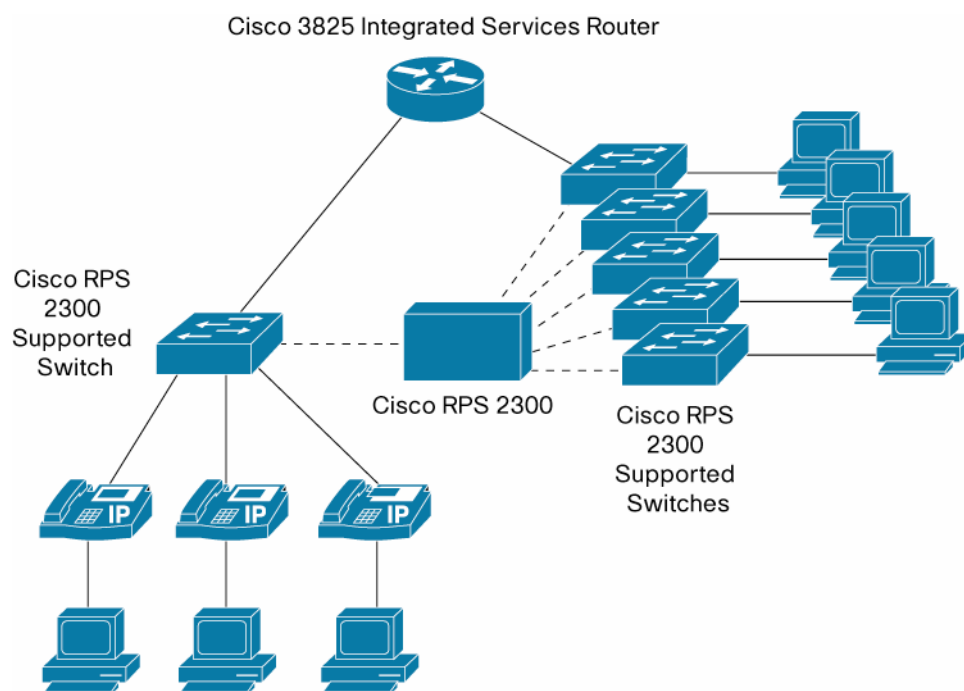 Cisco 3825 Integrated Services Router
Cisco RPS
2300
Supported
Switch
Cisco RPS 2300
Cisco RPS
2300
Supported
Switches
IP
IP
IP